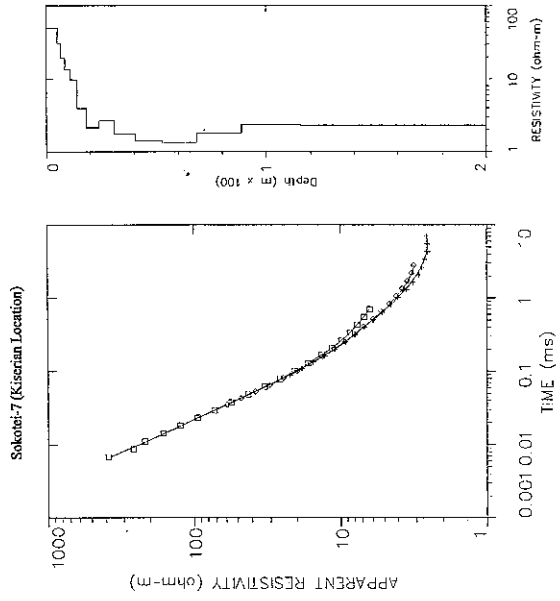 Sokotei-7 (Kiserian Location)
1000
100
10
1
APPARENT RESISTIVITY (ohm-m)
0.001 0.01 0.1 1 10
TIME (ms)
0
1
2
Depth (m × 100)
1 10 100
RESISTIVITY (ohm-m)